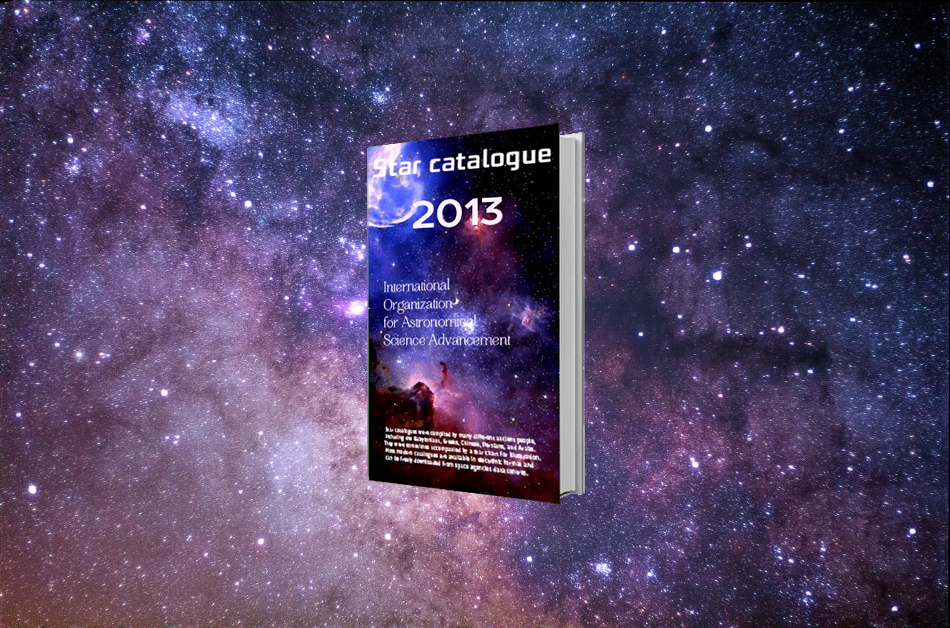 Star catalogue
2013
International
Organization
for Astronomical
Science Advancement
Star catalogues were compiled by many different ancient people,
including the Babylonians, Greeks, Chinese, Persians, and Arabs.
They were sometimes accompanied by a star chart for illustration.
Most modern catalogues are available in electronic format and
can be freely downloaded from space agencies data centres.